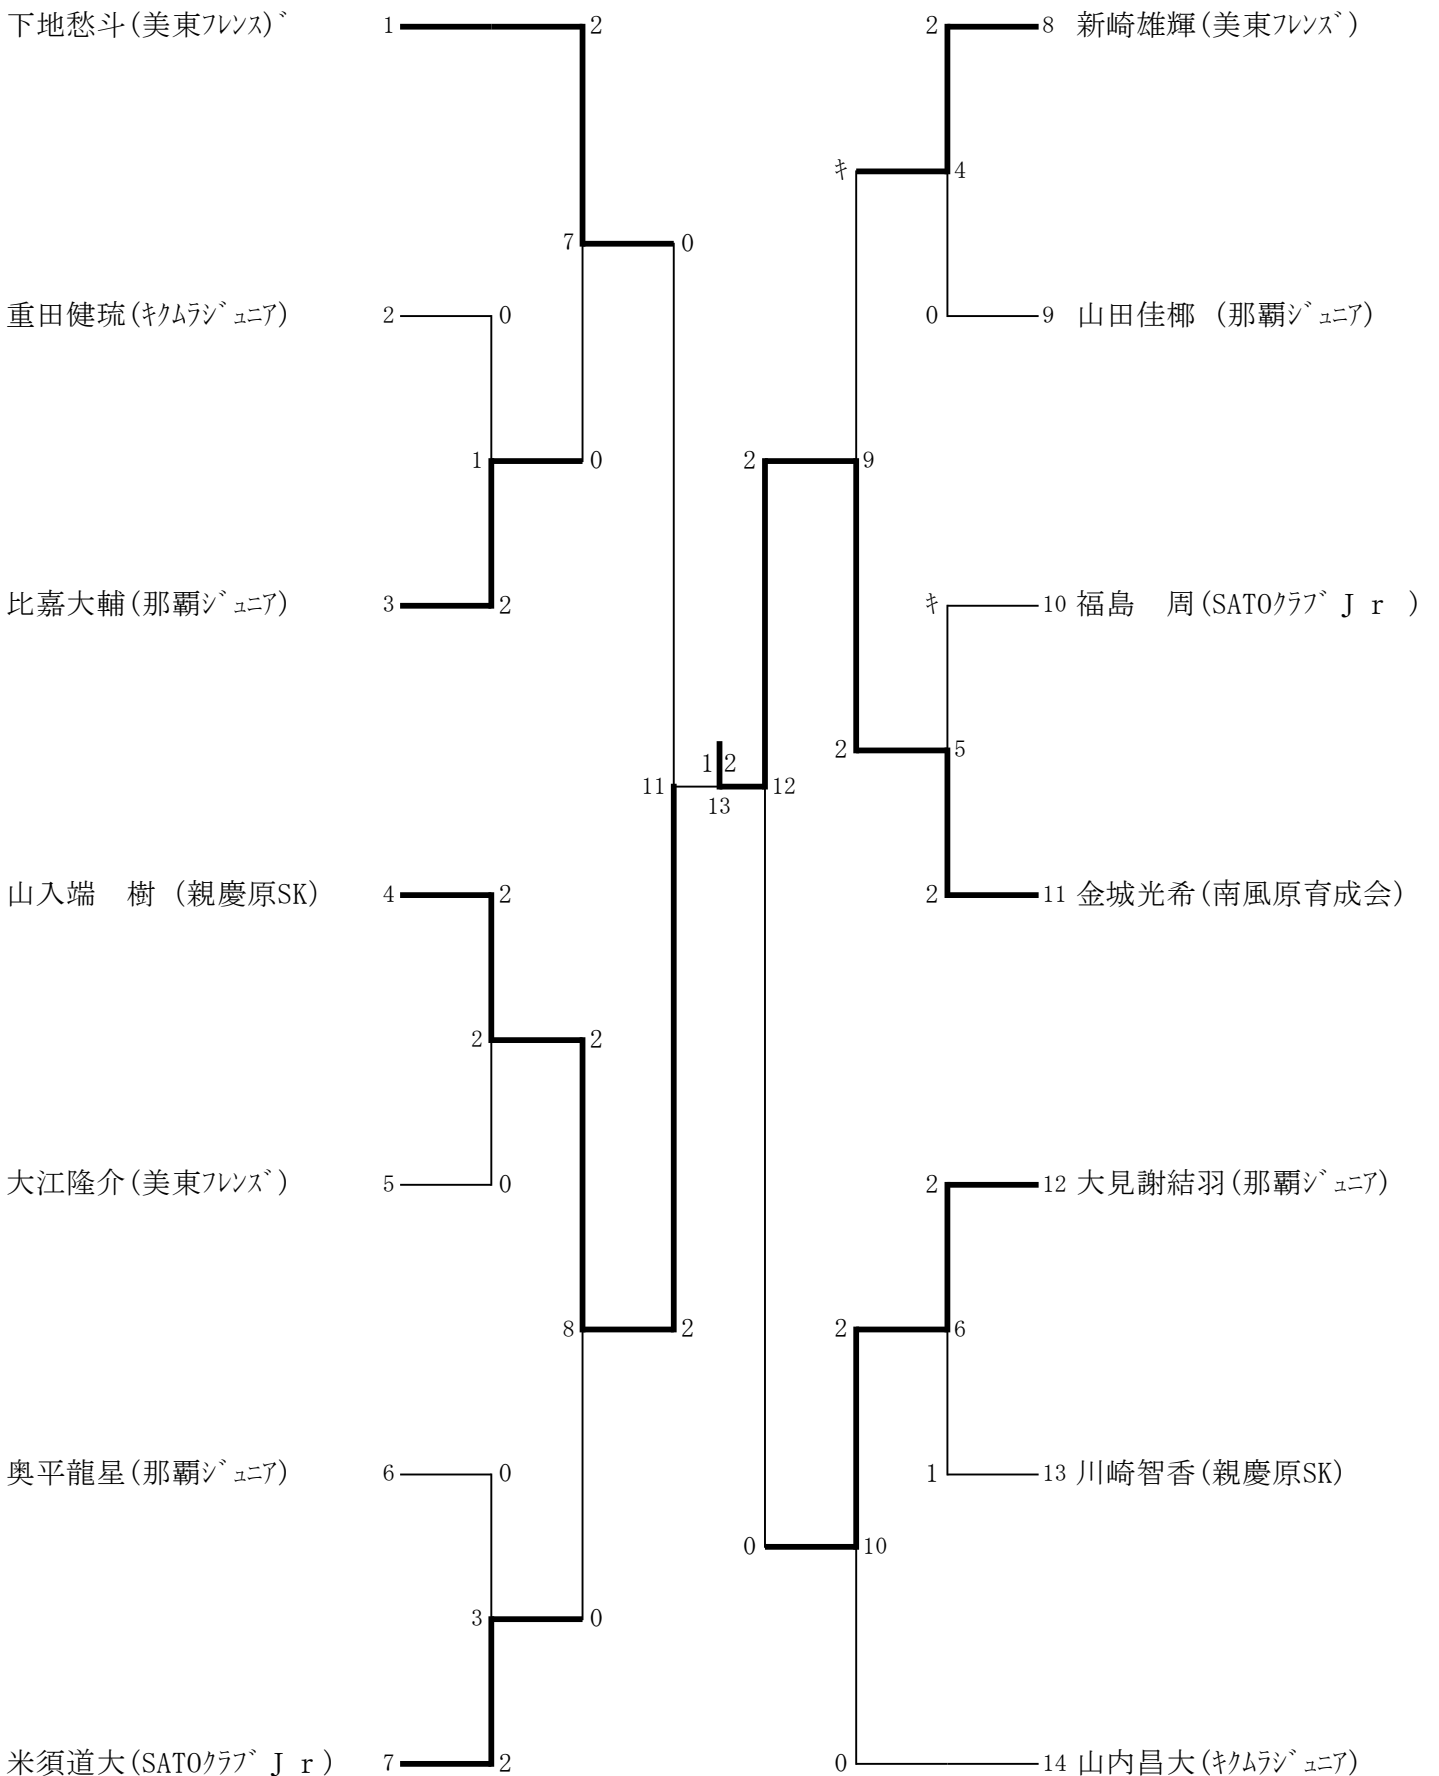 下地愁斗(美東ﾌﾚﾝｽ)ﾞ 1 2 2 8 新崎雄輝(美東ﾌﾚﾝｽﾞ)
ｷ 4
7 0
重田健琉(ｷｸﾑﾗｼﾞｭﾆｱ) 2 0 0 9 山田佳椰 (那覇ｼﾞｭﾆｱ)
1 0 2 9
比嘉大輔(那覇ｼﾞｭﾆｱ) 3 2 ｷ 10 福島　周(SATOｸﾗﾌﾞＪｒ )
1 2 2 5
11 12
13
山入端　樹 (親慶原SK) 4 2 2 11 金城光希(南風原育成会)
2 2
大江隆介(美東ﾌﾚﾝｽﾞ) 5 0 2 12 大見謝結羽(那覇ｼﾞｭﾆｱ)
8 2 2 6
奥平龍星(那覇ｼﾞｭﾆｱ) 6 0 1 13 川崎智香(親慶原SK)
0 10
3 0
米須道大(SATOｸﾗﾌﾞＪｒ) 7 2 0 14 山内昌大(ｷｸﾑﾗｼﾞｭﾆｱ)